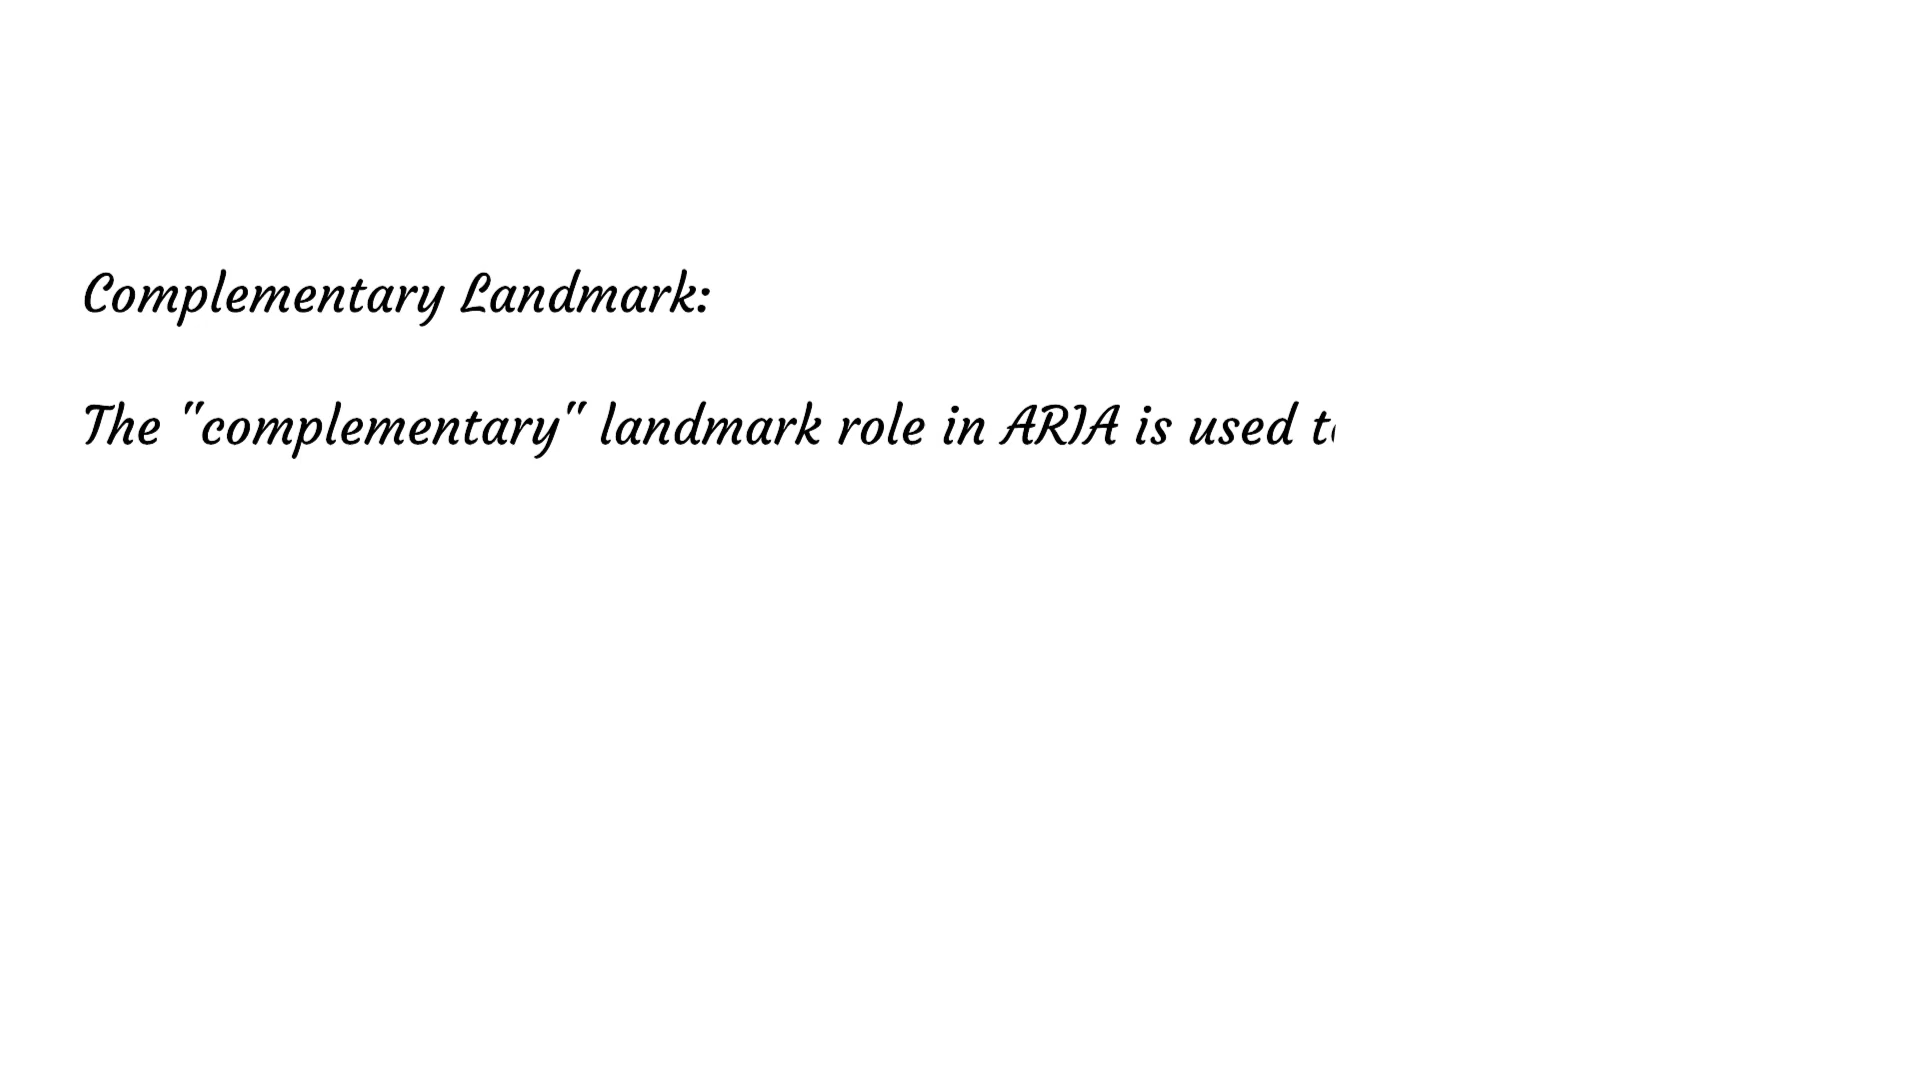 Complementary Landmark:
The "complementary" landmark role in ARIA is used